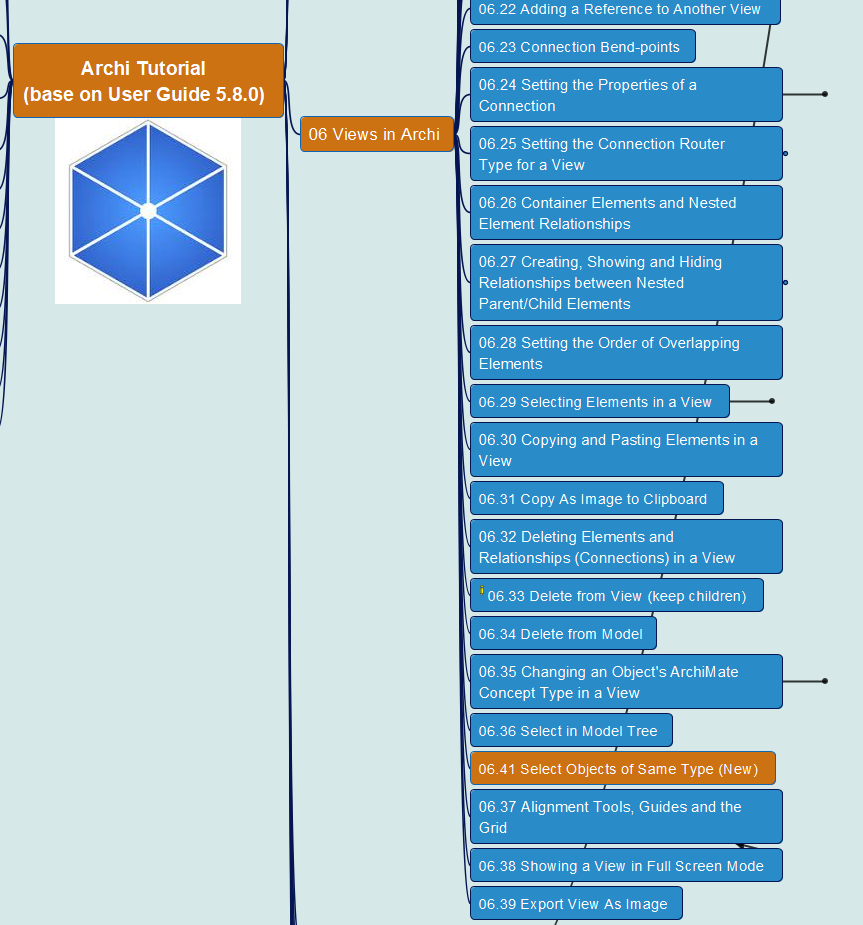 Archi Tutorial
(base on User Guide 5.8.0)
06 Views in Archi
06.22 Adding a Reference to Another View
06.23 Connection Bend-points
06.24 Setting the Properties of a
Connection
06.25 Setting the Connection Router
Type for a View
06.26 Container Elements and Nested
Element Relationships
06.27 Creating, Showing and Hiding
Relationships between Nested
Parent/Child Elements
06.28 Setting the Order of Overlapping
Elements
06.29 Selecting Elements in a View
06.30 Copying and Pasting Elements in a
View
06.31 Copy As Image to Clipboard
06.32 Deleting Elements and
Relationships (Connections) in a View
06.33 Delete from View (keep children)
06.34 Delete from Model
06.35 Changing an Object's ArchiMate
Concept Type in a View
06.36 Select in Model Tree
06.41 Select Objects of Same Type (New)
06.37 Alignment Tools, Guides and the
Grid
06.38 Showing a View in Full Screen Mode
06.39 Export View As Image